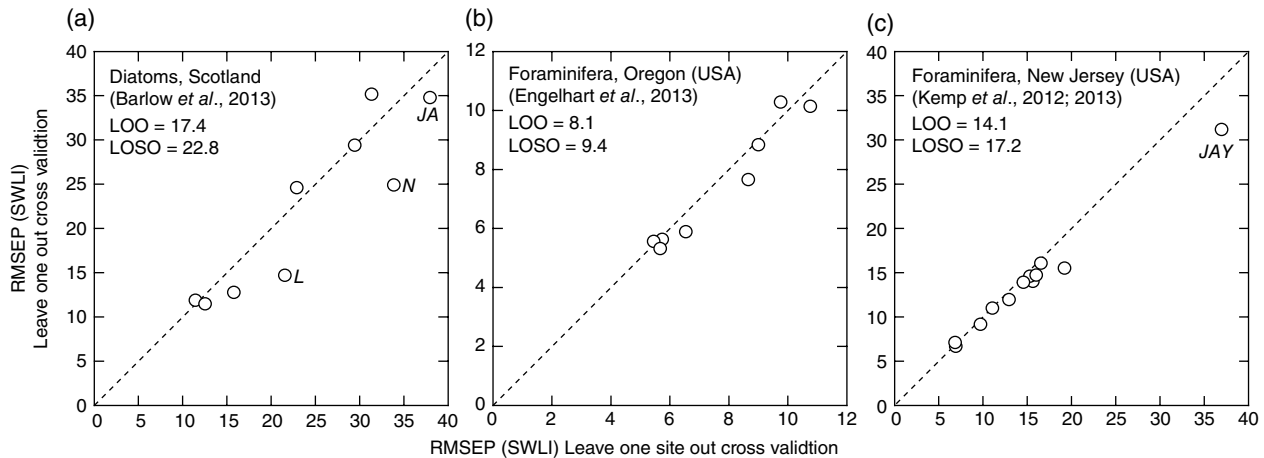 (a)
RMSEP (SWLI)
Leave one out cross validtion
40
35
30
25
20
15
10
5
0
Diatoms, Scotland
(Barlow et al., 2013)
LOO = 17.4
LOSO = 22.8
JA
N
L
0 5 10 15 20 25 30 35 40
(b)
12
10
8
6
4
2
0
Foraminifera, Oregon (USA)
(Engelhart et al., 2013)
LOO = 8.1
LOSO = 9.4
0 2 4 6 8 10 12
(c)
40
35
30
25
20
15
10
5
0
Foraminifera, New Jersey (USA)
(Kemp et al., 2012; 2013)
LOO = 14.1
LOSO = 17.2
JAY
0 5 10 15 20 25 30 35 40
RMSEP (SWLI) Leave one site out cross validtion